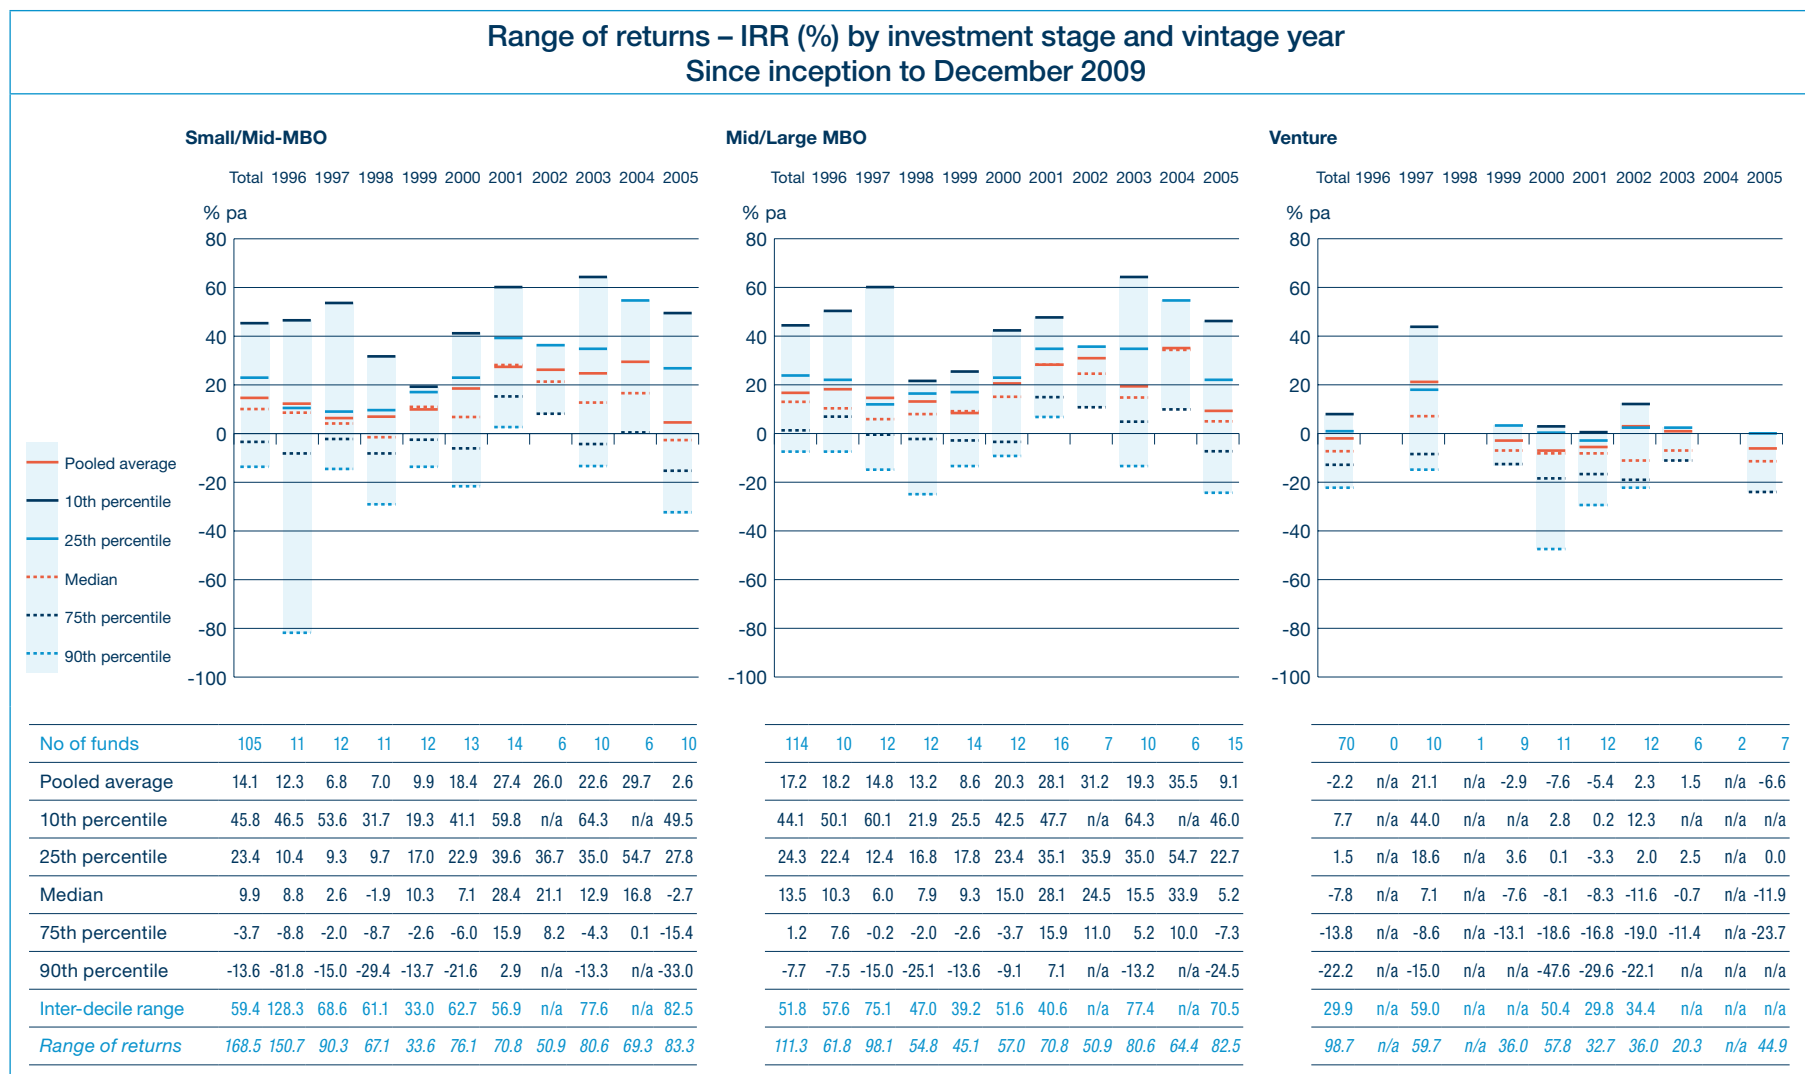 Range of returns – IRR (%) by investment stage and vintage year
Since inception to December 2009
Small/Mid-MBO
Total 1996 1997 1998 1999 2000 2001 2002 2003 2004 2005
% pa
80
60
40
20
0
-20
-40
-60
-80
-100
Mid/Large MBO
Total 1996 1997 1998 1999 2000 2001 2002 2003 2004 2005
% pa
80
60
40
20
0
-20
-40
-60
-80
-100
Venture
Total 1996 1997 1998 1999 2000 2001 2002 2003 2004 2005
% pa
80
60
40
20
0
-20
-40
-60
-80
-100
Pooled average
10th percentile
25th percentile
Median
75th percentile
90th percentile
No of funds 105 11 12 11 12 13 14 6 10 6 10 114 10 12 12 14 12 16 7 10 6 15 70 0 10 1 9 11 12 12 6 2 7
Pooled average 14.1 12.3 6.8 7.0 9.9 18.4 27.4 26.0 22.6 29.7 2.6 17.2 18.2 14.8 13.2 8.6 20.3 28.1 31.2 19.3 35.5 9.1 -2.2 n/a 21.1 n/a -2.9 -7.6 -5.4 2.3 1.5 n/a -6.6
10th percentile 45.8 46.5 53.6 31.7 19.3 41.1 59.8 n/a 64.3 n/a 49.5 44.1 50.1 60.1 21.9 25.5 42.5 47.7 n/a 64.3 n/a 46.0 7.7 n/a 44.0 n/a n/a 2.8 0.2 12.3 n/a n/a n/a
25th percentile 23.4 10.4 9.3 9.7 17.0 22.9 39.6 36.7 35.0 54.7 27.8 24.3 22.4 12.4 16.8 17.8 23.4 35.1 35.9 35.0 54.7 22.7 1.5 n/a 18.6 n/a 3.6 0.1 -3.3 2.0 2.5 n/a 0.0
Median 9.9 8.8 2.6 -1.9 10.3 7.1 28.4 21.1 12.9 16.8 -2.7 13.5 10.3 6.0 7.9 9.3 15.0 28.1 24.5 15.5 33.9 5.2 -7.8 n/a 7.1 n/a -7.6 -8.1 -8.3 -11.6 -0.7 n/a -11.9
75th percentile -3.7 -8.8 -2.0 -8.7 -2.6 -6.0 15.9 8.2 -4.3 0.1 -15.4 1.2 7.6 -0.2 -2.0 -2.6 -3.7 15.9 11.0 5.2 10.0 -7.3 -13.8 n/a -8.6 n/a -13.1 -18.6 -16.8 -19.0 -11.4 n/a -23.7
90th percentile -13.6 -81.8 -15.0 -29.4 -13.7 -21.6 2.9 n/a -13.3 n/a -33.0 -7.7 -7.5 -15.0 -25.1 -13.6 -9.1 7.1 n/a -13.2 n/a -24.5 -22.2 n/a -15.0 n/a n/a -47.6 -29.6 -22.1 n/a n/a n/a
Inter-decile range 59.4 128.3 68.6 61.1 33.0 62.7 56.9 n/a 77.6 n/a 82.5 51.8 57.6 75.1 47.0 39.2 51.6 40.6 n/a 77.4 n/a 70.5 29.9 n/a 59.0 n/a n/a 50.4 29.8 34.4 n/a n/a n/a
Range of returns 168.5 150.7 90.3 67.1 33.6 76.1 70.8 50.9 80.6 69.3 83.3 111.3 61.8 98.1 54.8 45.1 57.0 70.8 50.9 80.6 64.4 82.5 98.7 n/a 59.7 n/a 36.0 57.8 32.7 36.0 20.3 n/a 44.9